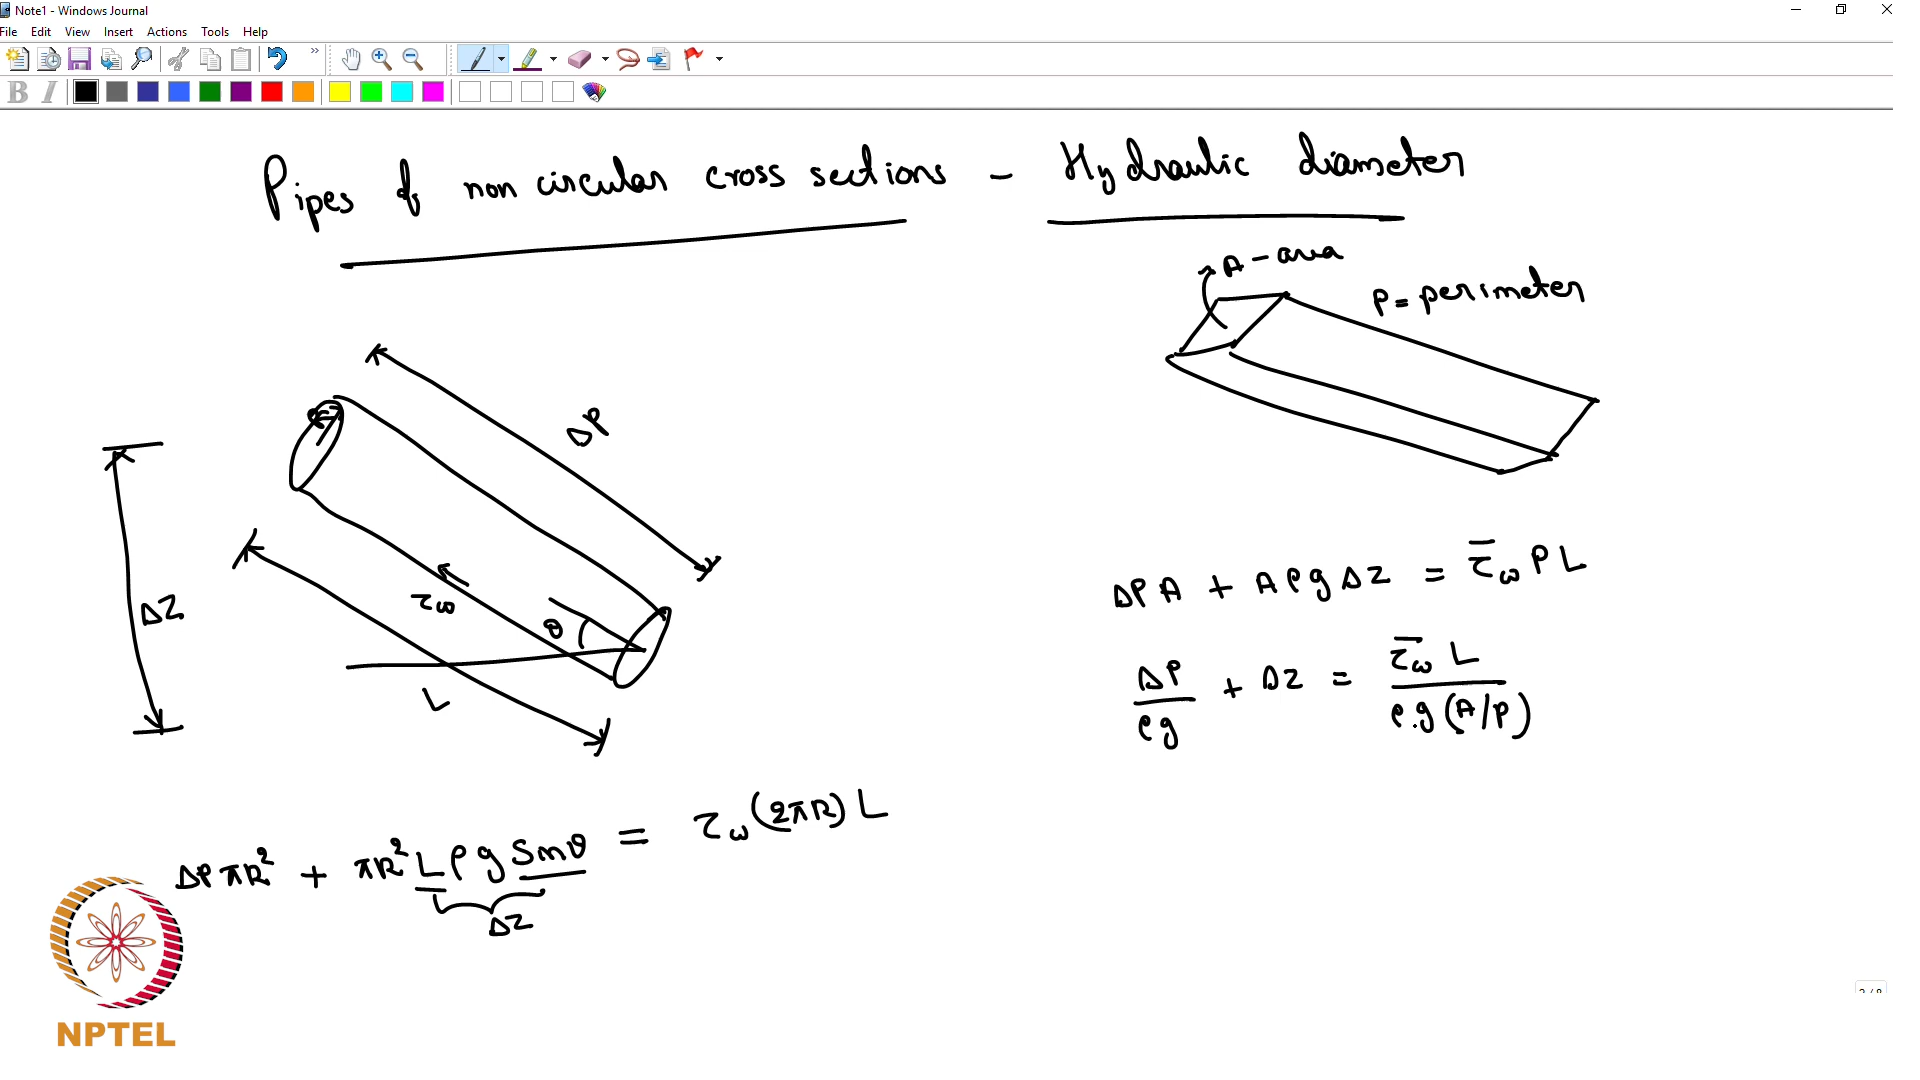 Note1 - Windows Journal
File Edit View Insert Actions Tools Help
B I
Pipes of non circular cross sections - Hydraulic diameter
A - area
P = perimeter
ΔP
ΔZ
τω
θ
L
ΔP A + A ρ g ΔZ = τ̅ω P L
ΔP/ρg + ΔZ = τ̅ω L / ρ.g (A/P)
ΔP πR² + πR² L ρ g Sinθ = τω (2πR) L
ΔZ
NPTEL